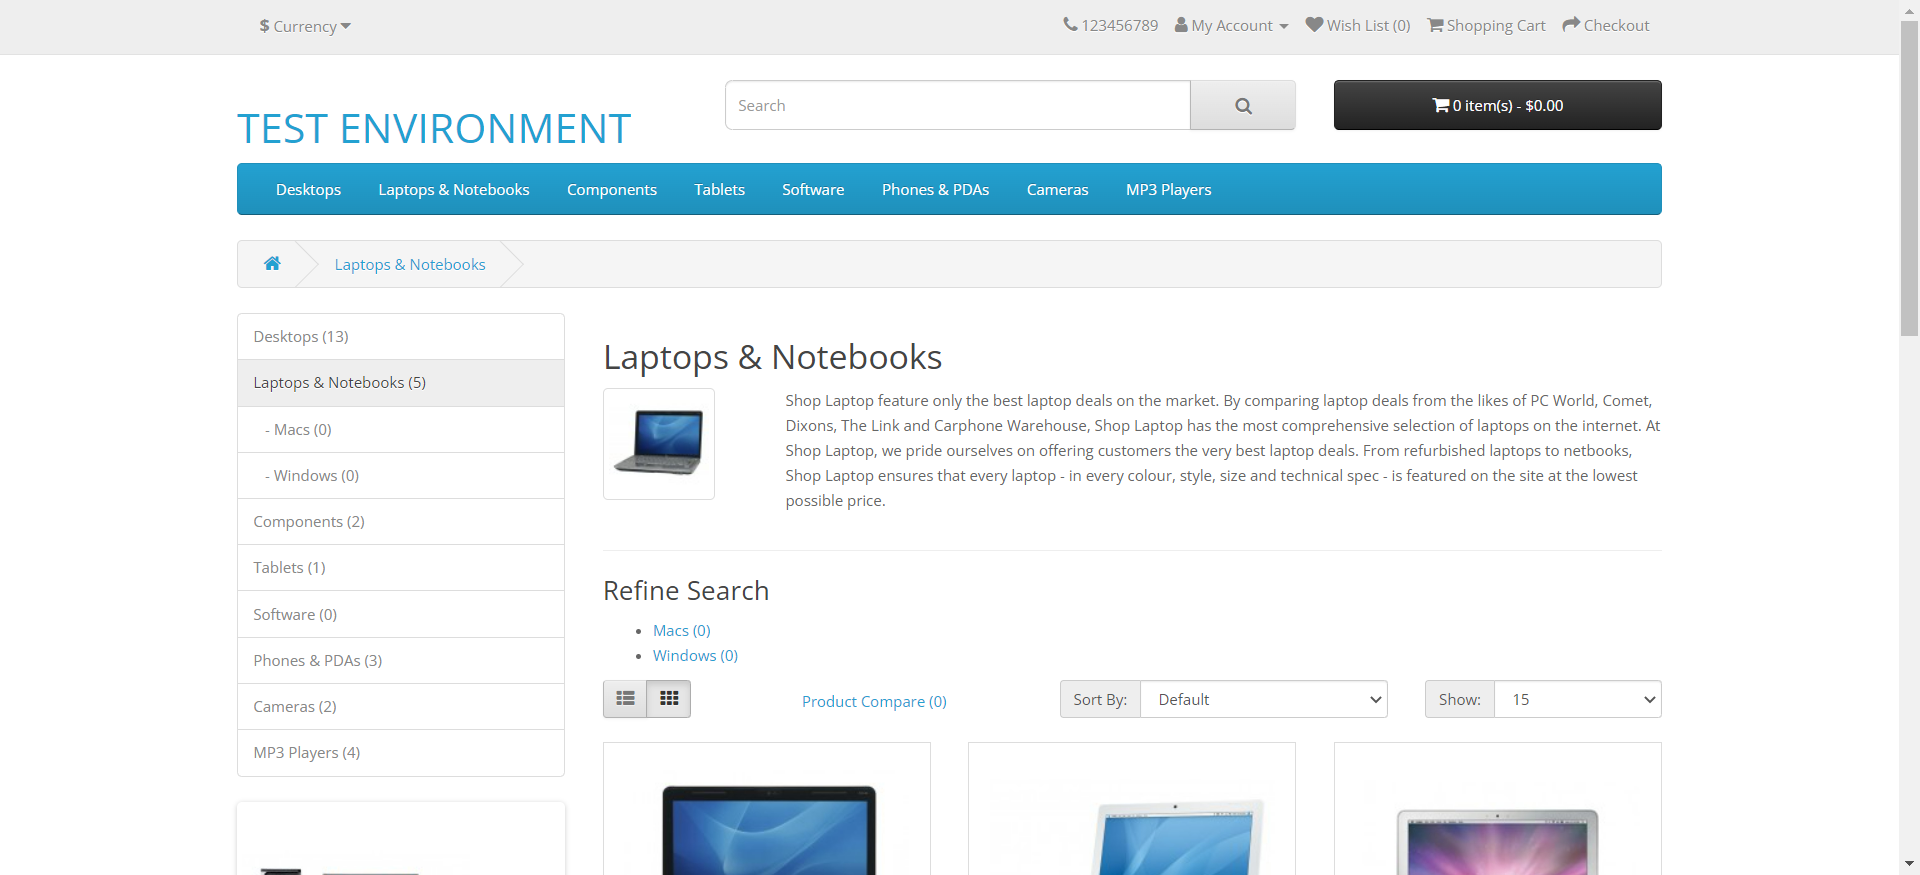 $ Currency
123456789 My Account Wish List (0) Shopping Cart Checkout
TEST ENVIRONMENT
Search
0 item(s) - $0.00
Desktops Laptops & Notebooks Components Tablets Software Phones & PDAs Cameras MP3 Players
Laptops & Notebooks
Desktops (13)
Laptops & Notebooks (5)
- Macs (0)
- Windows (0)
Components (2)
Tablets (1)
Software (0)
Phones & PDAs (3)
Cameras (2)
MP3 Players (4)
Laptops & Notebooks
Shop Laptop feature only the best laptop deals on the market. By comparing laptop deals from the likes of PC World, Comet,
Dixons, The Link and Carphone Warehouse, Shop Laptop has the most comprehensive selection of laptops on the internet. At
Shop Laptop, we pride ourselves on offering customers the very best laptop deals. From refurbished laptops to netbooks,
Shop Laptop ensures that every laptop - in every colour, style, size and technical spec - is featured on the site at the lowest
possible price.
Refine Search
Macs (0)
Windows (0)
Product Compare (0)
Sort By: Default
Show: 15